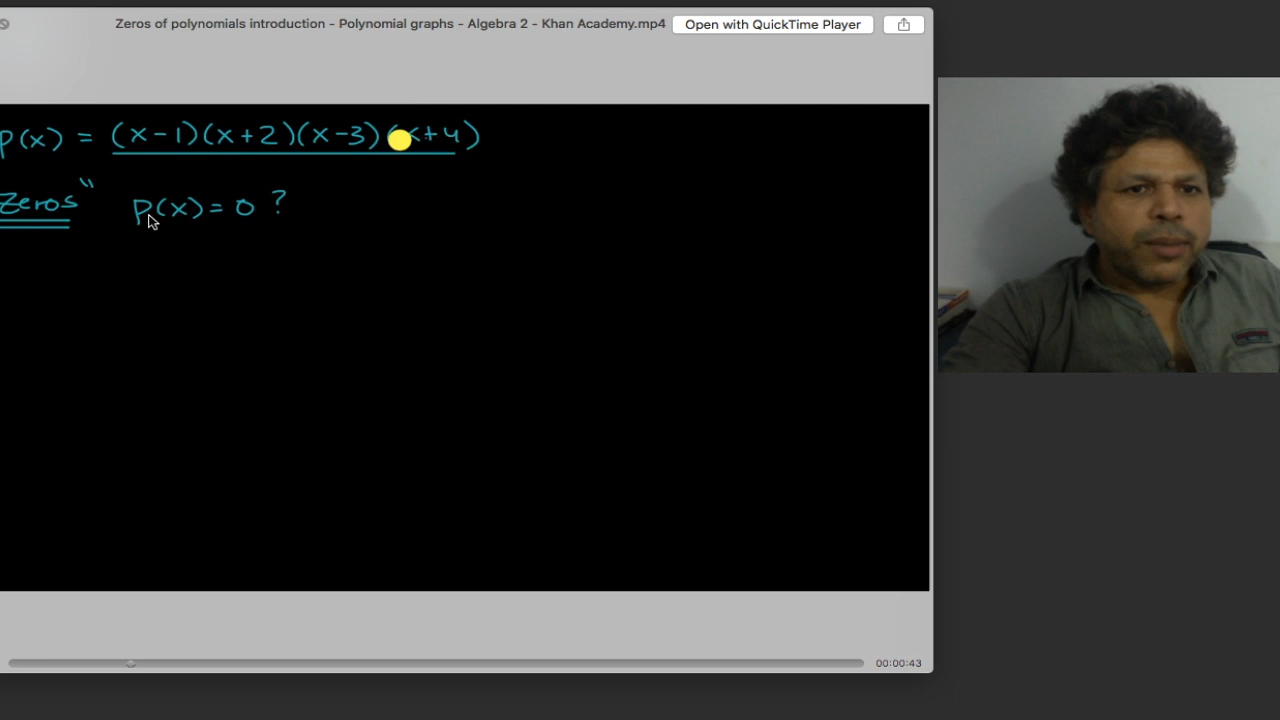 Zeros of polynomials introduction - Polynomial graphs - Algebra 2 - Khan Academy.mp4
Open with QuickTime Player
p(x) = (x-1)(x+2)(x-3)(x+4)
Zeros" p(x)=0 ?
00:00:43